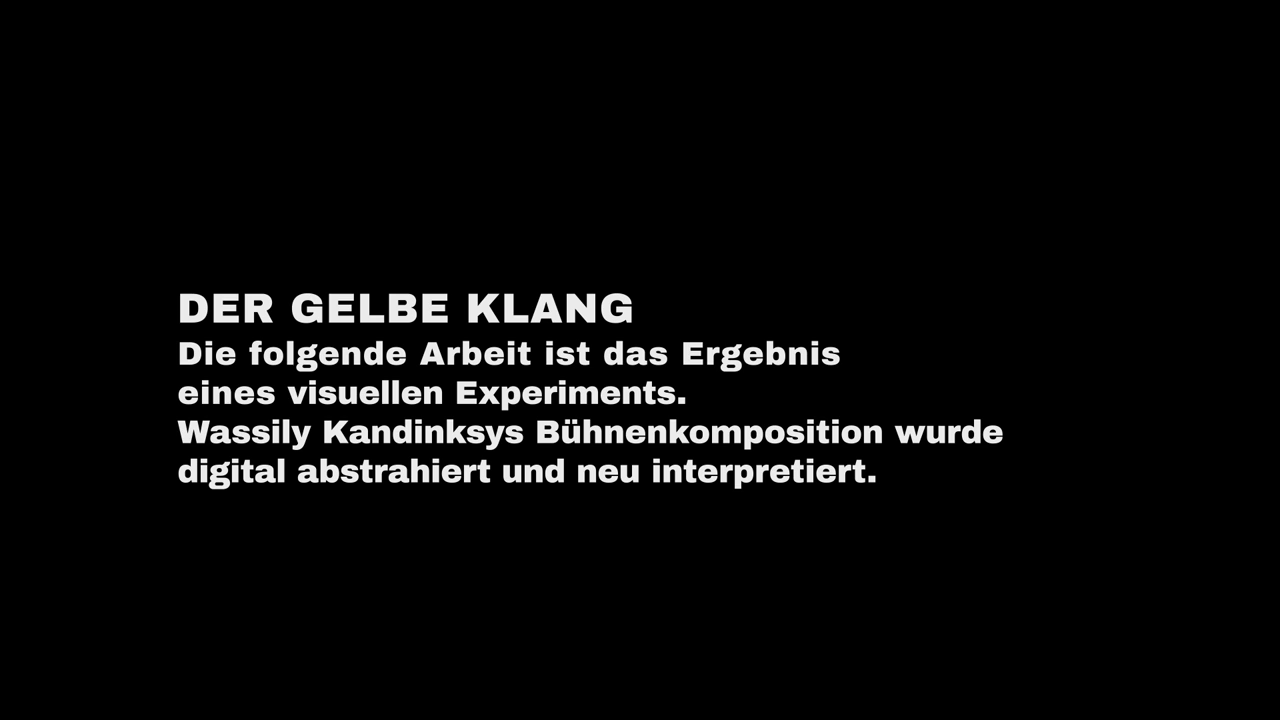 DER GELBE KLANG
Die folgende Arbeit ist das Ergebnis
eines visuellen Experiments.
Wassily Kandinksys Bühnenkomposition wurde
digital abstrahiert und neu interpretiert.